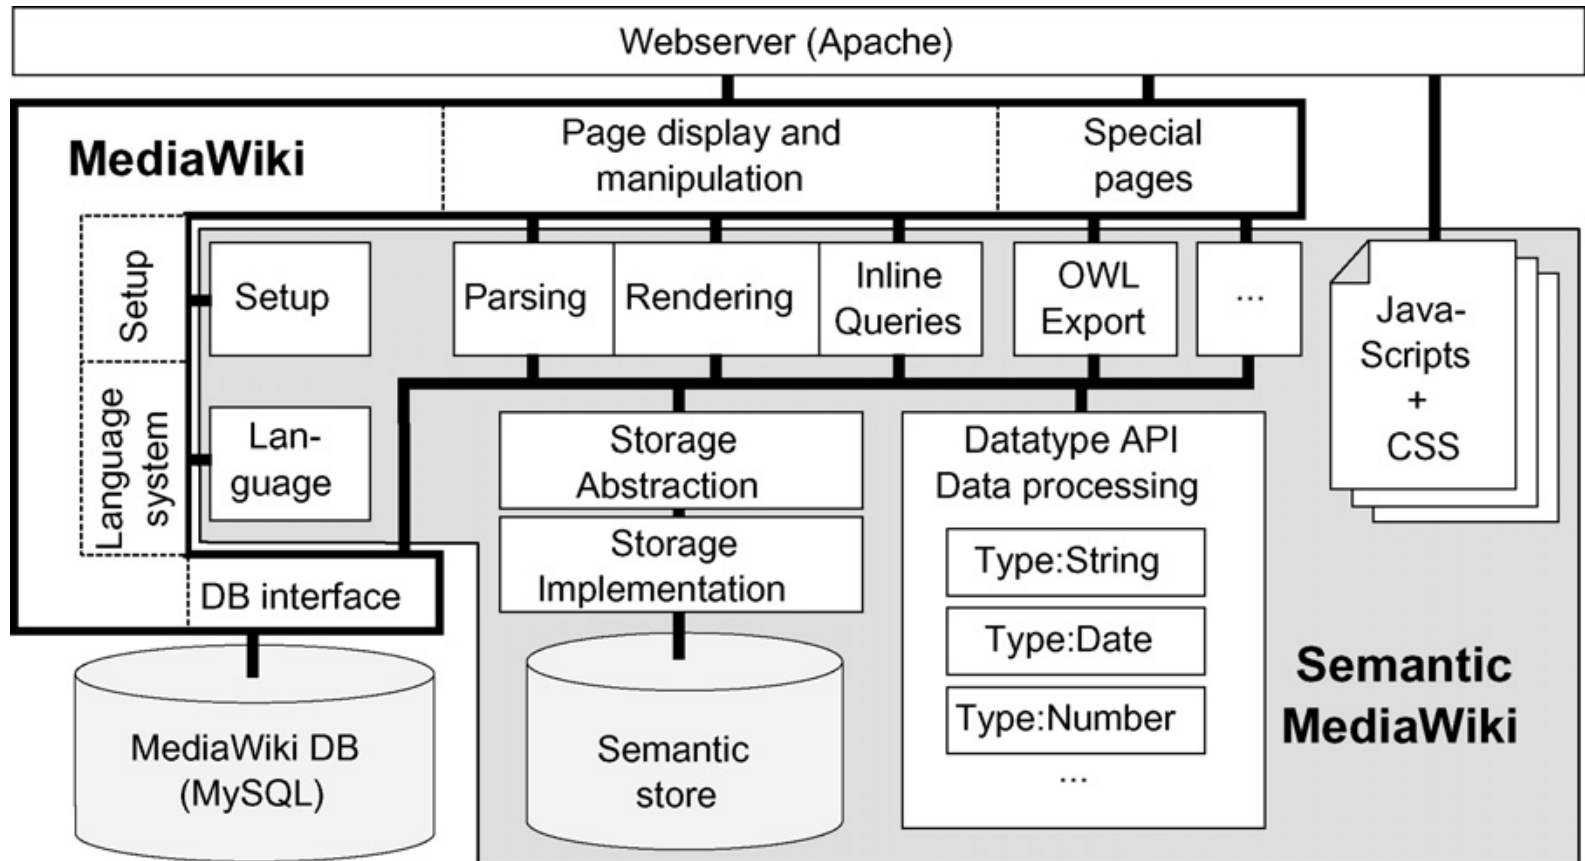 Webserver (Apache)
MediaWiki
Page display and
manipulation
Special
pages
Setup
Language
system
Setup
Lan-
guage
Parsing
Rendering
Inline
Queries
OWL
Export
...
Java-
Scripts
+
CSS
Storage
Abstraction
Storage
Implementation
Datatype API
Data processing
Type:String
Type:Date
Type:Number
...
DB interface
MediaWiki DB
(MySQL)
Semantic
store
Semantic
MediaWiki